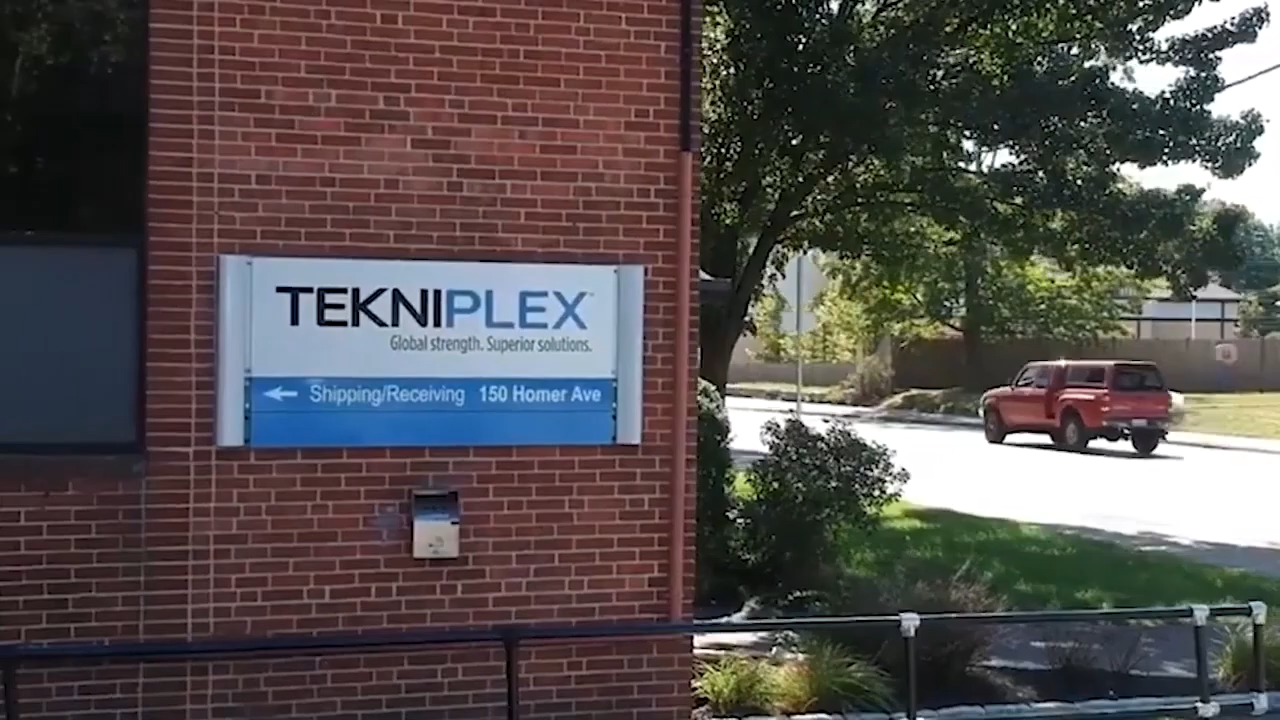 TEKNIPLEX
Global strength. Superior solutions.
← Shipping/Receiving 150 Homer Ave